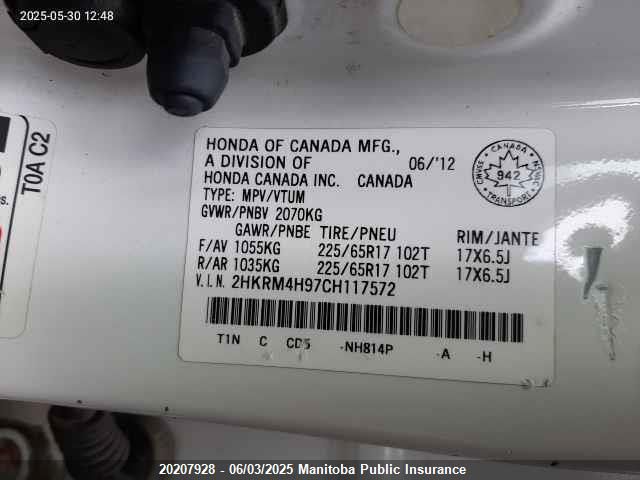 2025-05-30 12:48
T0A C2
s.
HONDA OF CANADA MFG.,
A DIVISION OF 06/'12
HONDA CANADA INC. CANADA
TYPE: MPV/VTUM
GVWR/PNBV 2070KG
GAWR/PNBE TIRE/PNEU RIM/JANTE
F/AV 1055KG 225/65R17 102T 17X6.5J
R/AR 1035KG 225/65R17 102T 17X6.5J
V.I.N. 2HKRM4H97CH117572
T1N C CD5 -NH814P -A -H
CANADA
942
TRANSPORT
CMVSS
NSVAC
20207928 - 06/03/2025 Manitoba Public Insurance